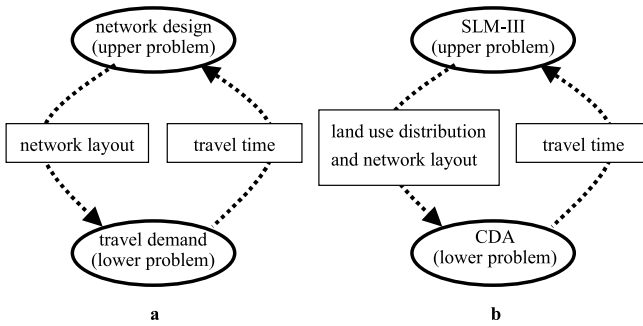 network design
(upper problem)
network layout
travel time
travel demand
(lower problem)
a
SLM-III
(upper problem)
land use distribution
and network layout
travel time
CDA
(lower problem)
b